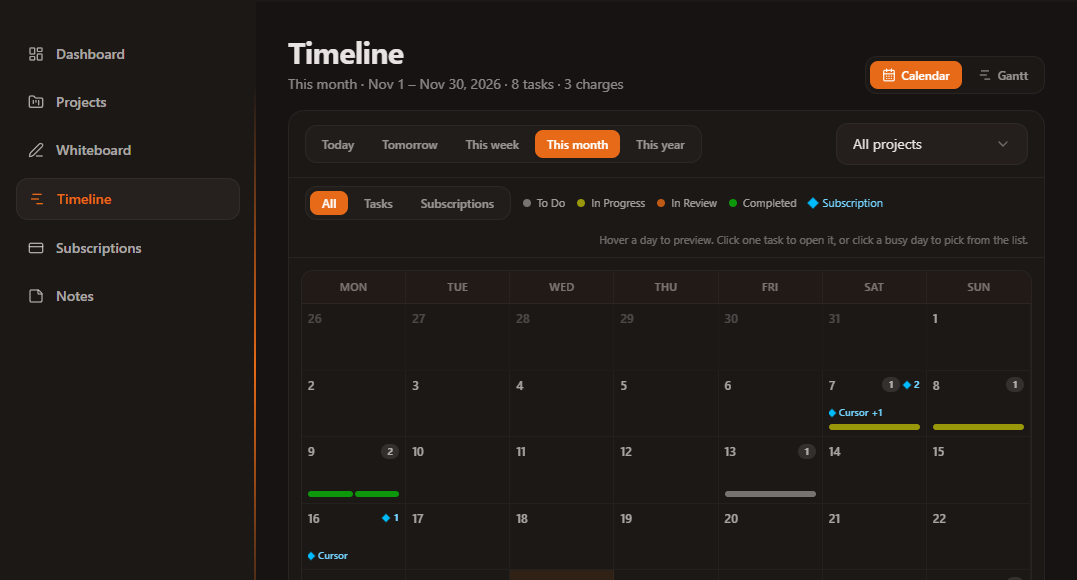 Dashboard
Projects
Whiteboard
Timeline
Subscriptions
Notes
Timeline
This month · Nov 1 – Nov 30, 2026 · 8 tasks · 3 charges
Calendar Gantt
Today Tomorrow This week This month This year
All projects
All Tasks Subscriptions To Do In Progress In Review Completed Subscription
Hover a day to preview. Click one task to open it, or click a busy day to pick from the list.
MON TUE WED THU FRI SAT SUN
26 27 28 29 30 31 1
2 3 4 5 6 7 1 2 8 1
Cursor +1
9 2 10 11 12 13 1 14 15
16 1 17 18 19 20 21 22
Cursor